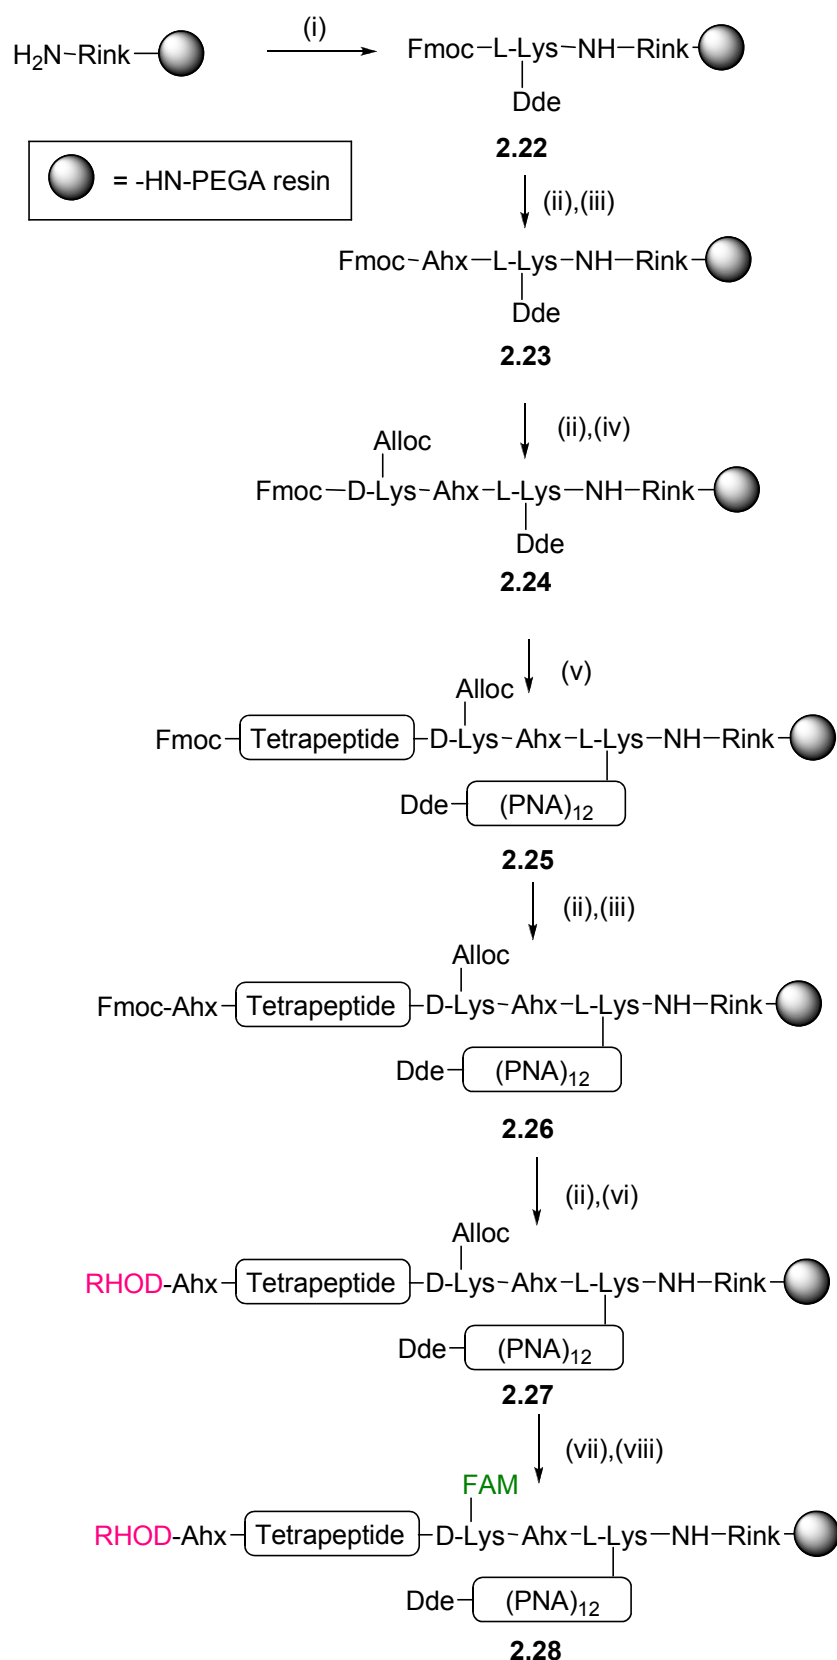 (i)
H₂N-Rink
Fmoc-L-Lys-NH-Rink
Dde
2.22
= -HN-PEGA resin
(ii),(iii)
Fmoc-Ahx-L-Lys-NH-Rink
Dde
2.23
(ii),(iv)
Alloc
Fmoc-D-Lys-Ahx-L-Lys-NH-Rink
Dde
2.24
(v)
Alloc
Fmoc-Tetrapeptide-D-Lys-Ahx-L-Lys-NH-Rink
Dde-(PNA)₁₂
2.25
(ii),(iii)
Alloc
Fmoc-Ahx-Tetrapeptide-D-Lys-Ahx-L-Lys-NH-Rink
Dde-(PNA)₁₂
2.26
(ii),(vi)
Alloc
RHOD-Ahx-Tetrapeptide-D-Lys-Ahx-L-Lys-NH-Rink
Dde-(PNA)₁₂
2.27
(vii),(viii)
FAM
RHOD-Ahx-Tetrapeptide-D-Lys-Ahx-L-Lys-NH-Rink
Dde-(PNA)₁₂
2.28